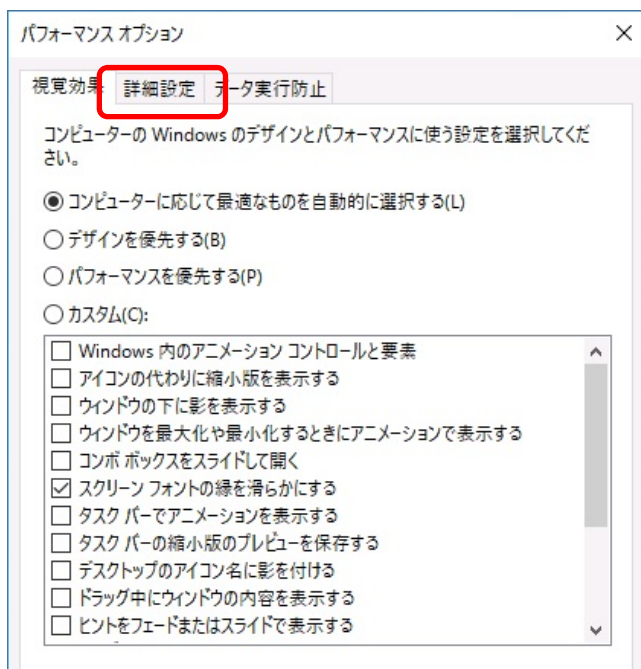 パフォーマンス オプション
視覚効果 詳細設定 データ実行防止
コンピューターの Windows のデザインとパフォーマンスに使う設定を選択してくだ
さい。
コンピューターに応じて最適なものを自動的に選択する(L)
デザインを優先する(B)
パフォーマンスを優先する(P)
カスタム(C):
Windows 内のアニメーション コントロールと要素
アイコンの代わりに縮小版を表示する
ウィンドウの下に影を表示する
ウィンドウを最大化や最小化するときにアニメーションで表示する
コンボ ボックスをスライドして開く
スクリーン フォントの縁を滑らかにする
タスク バーでアニメーションを表示する
タスク バーの縮小版のプレビューを保存する
デスクトップのアイコン名に影を付ける
ドラッグ中にウィンドウの内容を表示する
ヒントをフェードまたはスライドで表示する